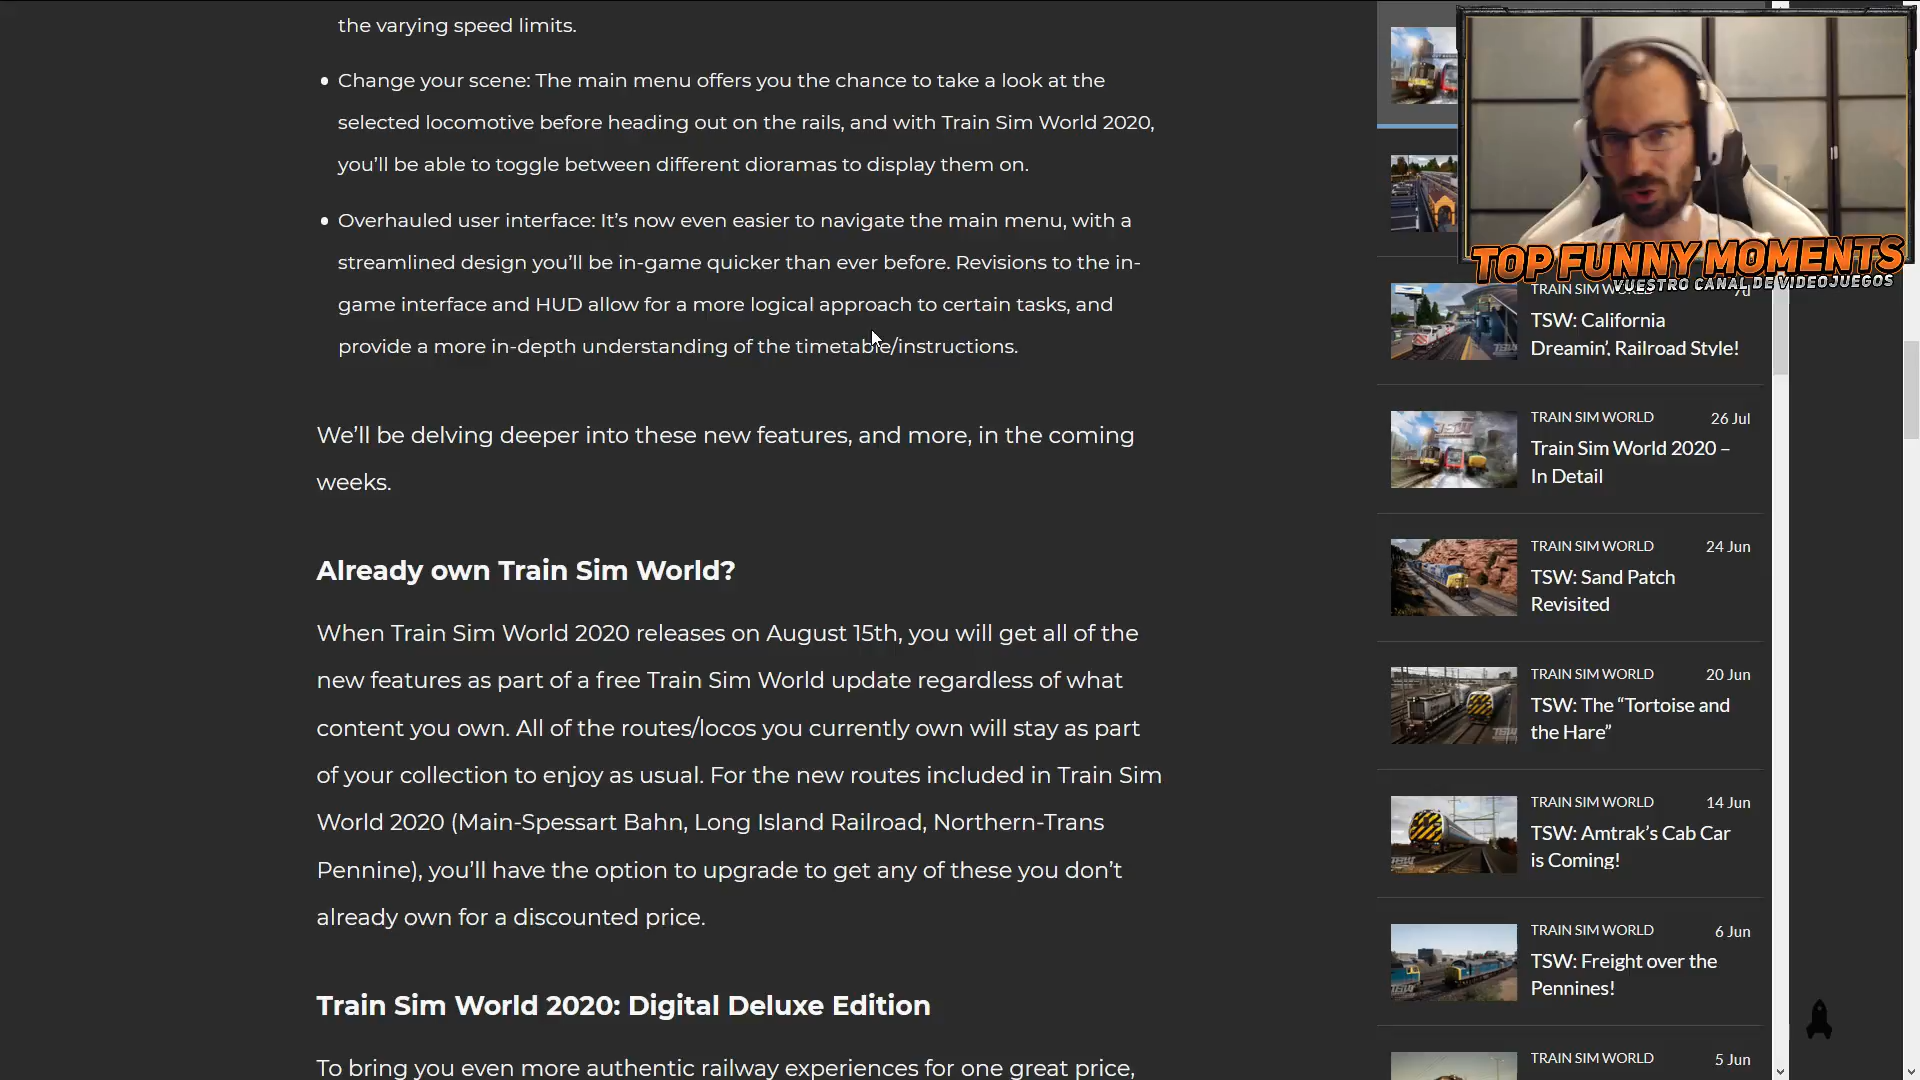 the varying speed limits.
• Change your scene: The main menu offers you the chance to take a look at the
selected locomotive before heading out on the rails, and with Train Sim World 2020,
you’ll be able to toggle between different dioramas to display them on.
• Overhauled user interface: It’s now even easier to navigate the main menu, with a
streamlined design you’ll be in-game quicker than ever before. Revisions to the in-
game interface and HUD allow for a more logical approach to certain tasks, and
provide a more in-depth understanding of the timetable/instructions.
We’ll be delving deeper into these new features, and more, in the coming
weeks.
Already own Train Sim World?
When Train Sim World 2020 releases on August 15th, you will get all of the
new features as part of a free Train Sim World update regardless of what
content you own. All of the routes/locos you currently own will stay as part
of your collection to enjoy as usual. For the new routes included in Train Sim
World 2020 (Main-Spessart Bahn, Long Island Railroad, Northern-Trans
Pennine), you’ll have the option to upgrade to get any of these you don’t
already own for a discounted price.
Train Sim World 2020: Digital Deluxe Edition
To bring you even more authentic railway experiences for one great price,
TOP FUNNY MOMENTS
VUESTRO CANAL DE VIDEOJUEGOS
TRAIN SIM WORLD
TSW: California
Dreamin’, Railroad Style!
TRAIN SIM WORLD 26 Jul
Train Sim World 2020 –
In Detail
TRAIN SIM WORLD 24 Jun
TSW: Sand Patch
Revisited
TRAIN SIM WORLD 20 Jun
TSW: The “Tortoise and
the Hare”
TRAIN SIM WORLD 14 Jun
TSW: Amtrak’s Cab Car
is Coming!
TRAIN SIM WORLD 6 Jun
TSW: Freight over the
Pennines!
TRAIN SIM WORLD 5 Jun